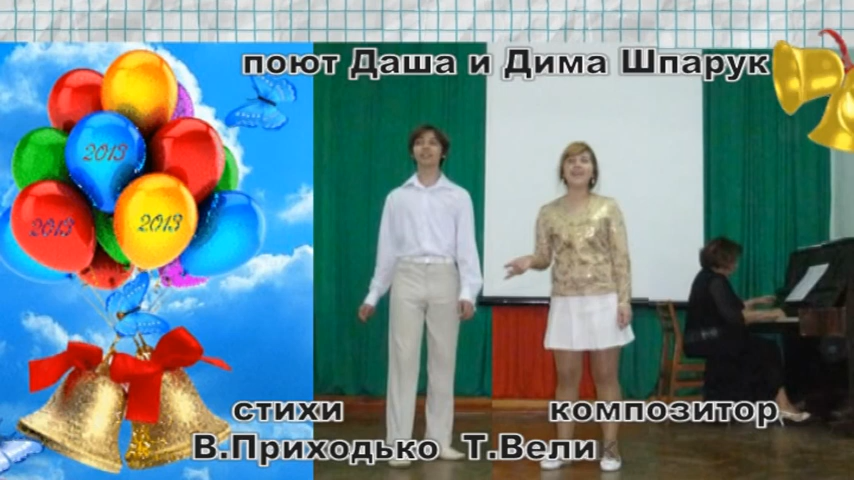 поют Даша и Дима Шпарук
2013
2013
2013
стихи композитор
В.Приходько Т.Вели